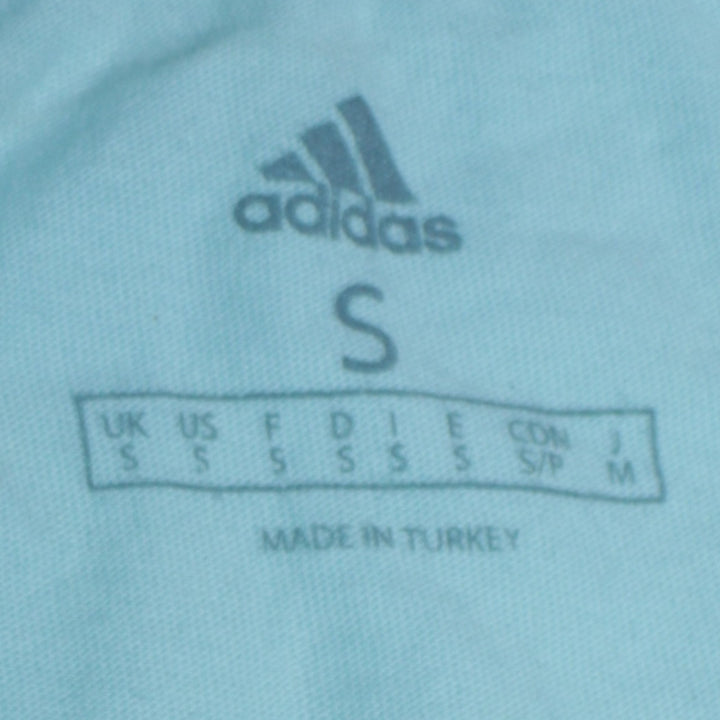 adidas
S
UK US F D I E CDN J
S S S S S S S/P M
MADE IN TURKEY